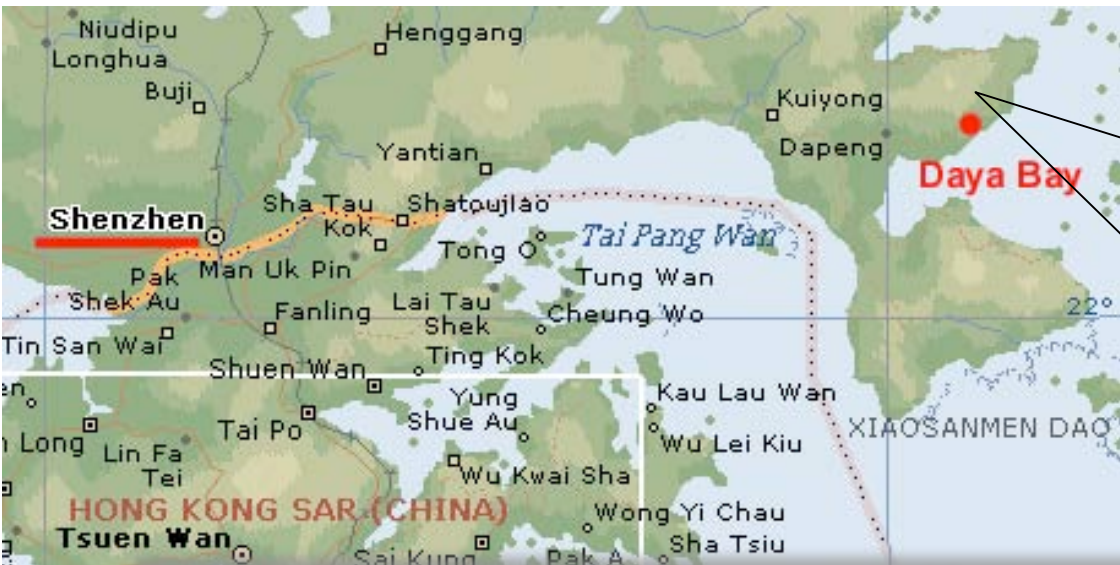 Niudipu
Henggang
Longhua
Buji
Kuiyong
Yantian
Dapeng
Daya Bay
Sha Tau
Kok
Shatoujiao
Shenzhen
Tong O
Tai Pang Wan
Man Uk Pin
Pak
Shek Au
Tung Wan
Fanling
Lai Tau
Shek
Cheung Wo
22°
Tin San Wai
Ting Kok
Shuen Wan
en
Yung
Shue Au
Kau Lau Wan
Tai Po
XIAOSANMEN DAO
n Long
Lin Fa
Tei
Wu Lei Kiu
Wu Kwai Sha
HONG KONG SAR (CHINA)
Wong Yi Chau
Tsuen Wan
Sai Kung
Pak A
Sha Tsiu